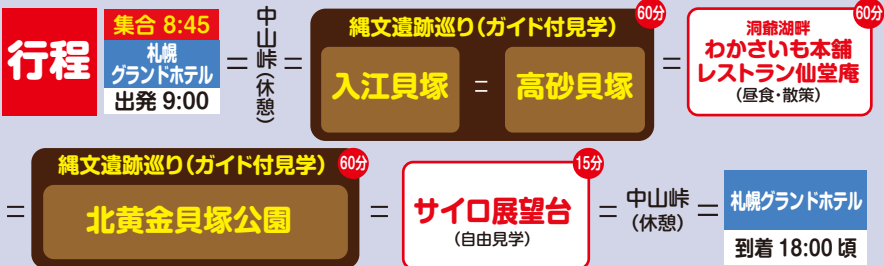 行程
集合 8:45
札幌
グランドホテル
出発 9:00
＝
中山峠(休憩)
＝
縄文遺跡巡り(ガイド付見学)
60分
入江貝塚 ＝ 高砂貝塚
＝
60分
洞爺湖畔
わかさいも本舗
レストラン仙堂庵
(昼食・散策)
＝
縄文遺跡巡り(ガイド付見学)
60分
北黄金貝塚公園
＝
15分
サイロ展望台
(自由見学)
＝
中山峠
(休憩)
＝
札幌グランドホテル
到着 18:00 頃